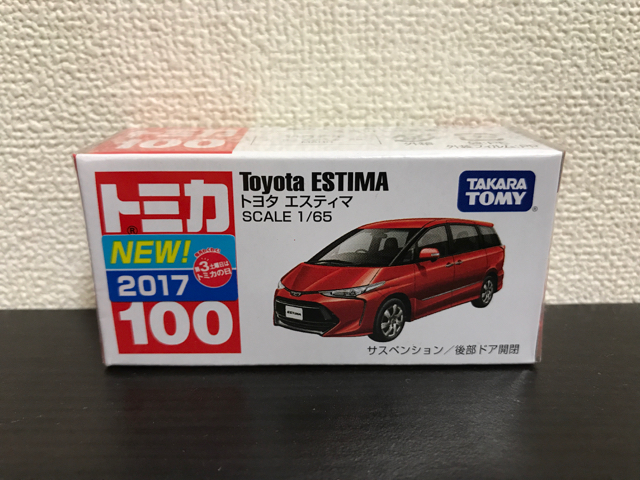 100
トミカ
®
NEW!
2017
第3土曜日は
トミカの日
100
Toyota ESTIMA
トヨタ エスティマ
SCALE 1/65
TAKARA
TOMY
®
ESTIMA
サスペンション/後部ドア開閉